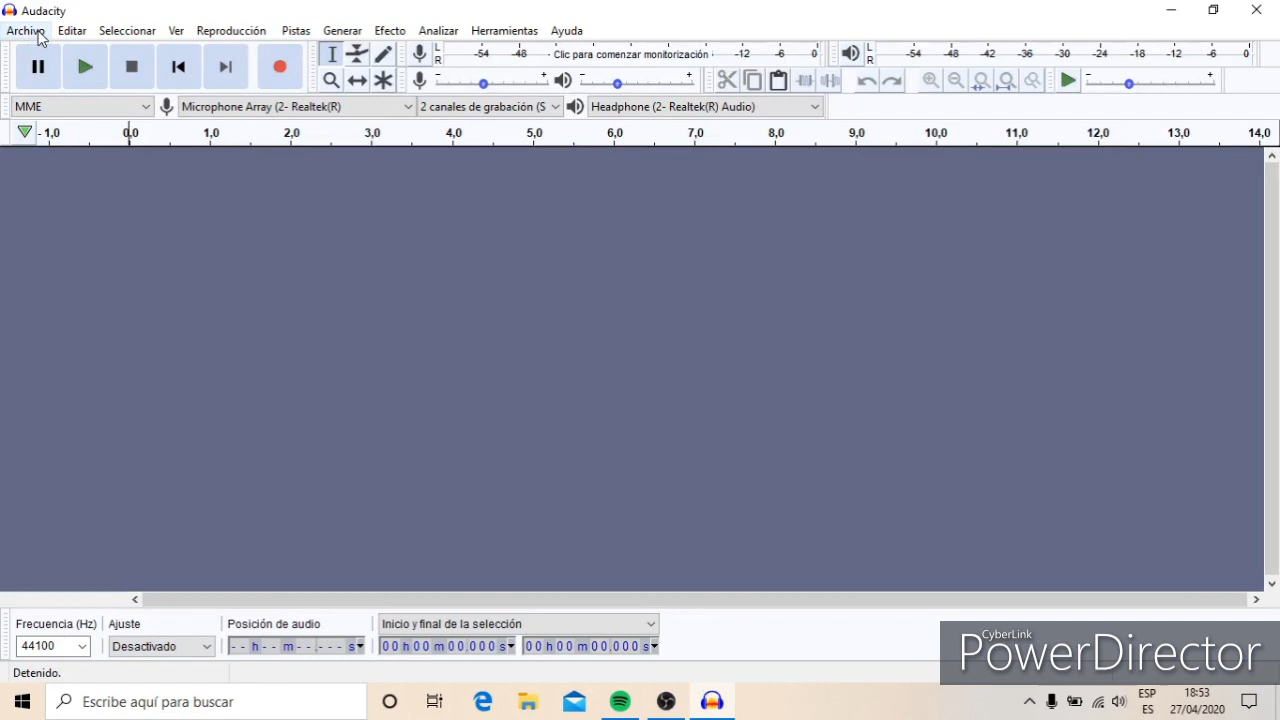 Audacity
Archivo Editar Seleccionar Ver Reproducción Pistas Generar Efecto Analizar Herramientas Ayuda
L R -54 -48 - Clic para comenzar monitorización -12 -6 0
L R -54 -48 -42 -36 -30 -24 -18 -12 -6 0
- + - + - +
MME Microphone Array (2- Realtek(R) 2 canales de grabación (S Headphone (2- Realtek(R) Audio)
- 1,0 0,0 1,0 2,0 3,0 4,0 5,0 6,0 7,0 8,0 9,0 10,0 11,0 12,0 13,0 14,0
Frecuencia (Hz) Ajuste Posición de audio Inicio y final de la selección
44100 Desactivado - - h - - m - - . - - - s 00 h 00 m 00.000 s 00 h 00 m 00.000 s
Detenido.
CyberLink
PowerDirector
Escribe aquí para buscar
ESP
ES
18:53
27/04/2020